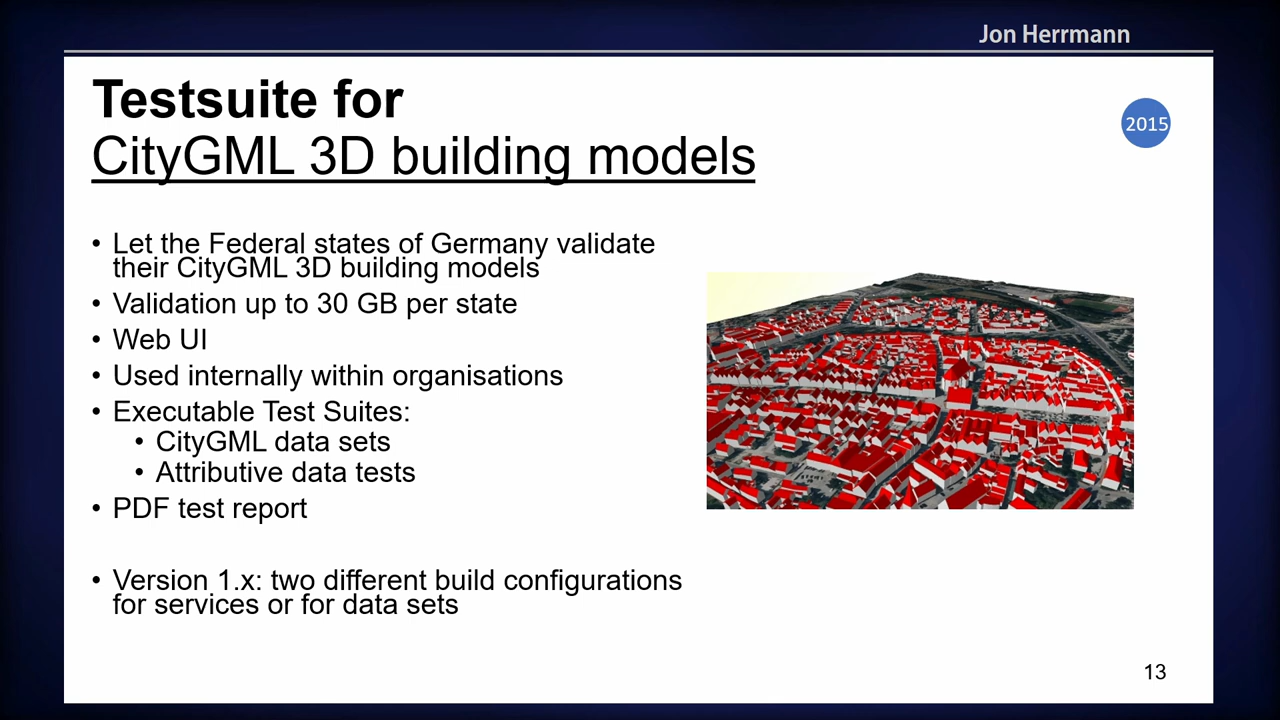 Jon Herrmann
Testsuite for
CityGML 3D building models
2015
• Let the Federal states of Germany validate
their CityGML 3D building models
• Validation up to 30 GB per state
• Web UI
• Used internally within organisations
• Executable Test Suites:
• CityGML data sets
• Attributive data tests
• PDF test report
• Version 1.x: two different build configurations
for services or for data sets
13